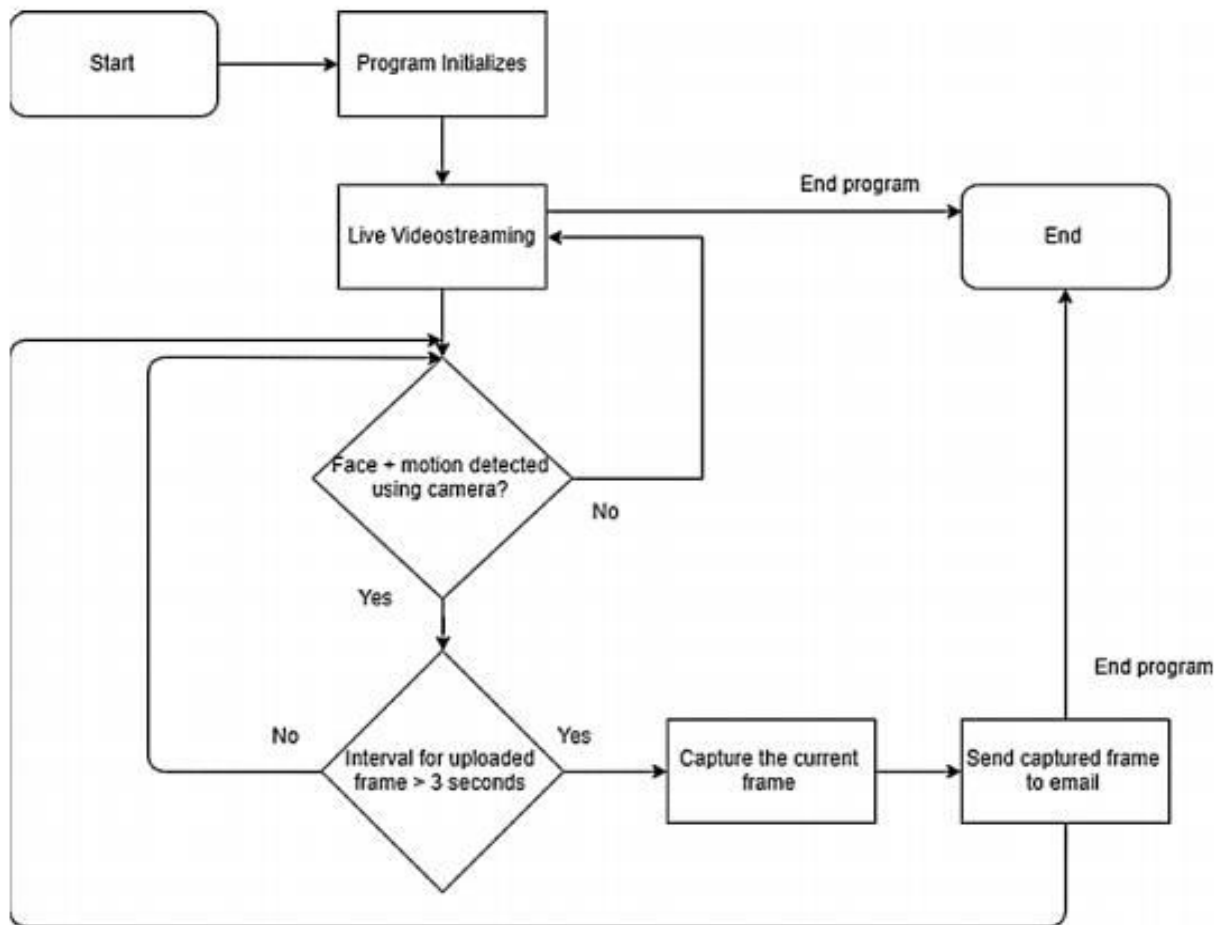 Start
Program Initializes
End program
Live Videostreaming
End
Face + motion detected
using camera?
No
Yes
End program
No
Yes
Interval for uploaded
frame > 3 seconds
Capture the current
frame
Send captured frame
to email